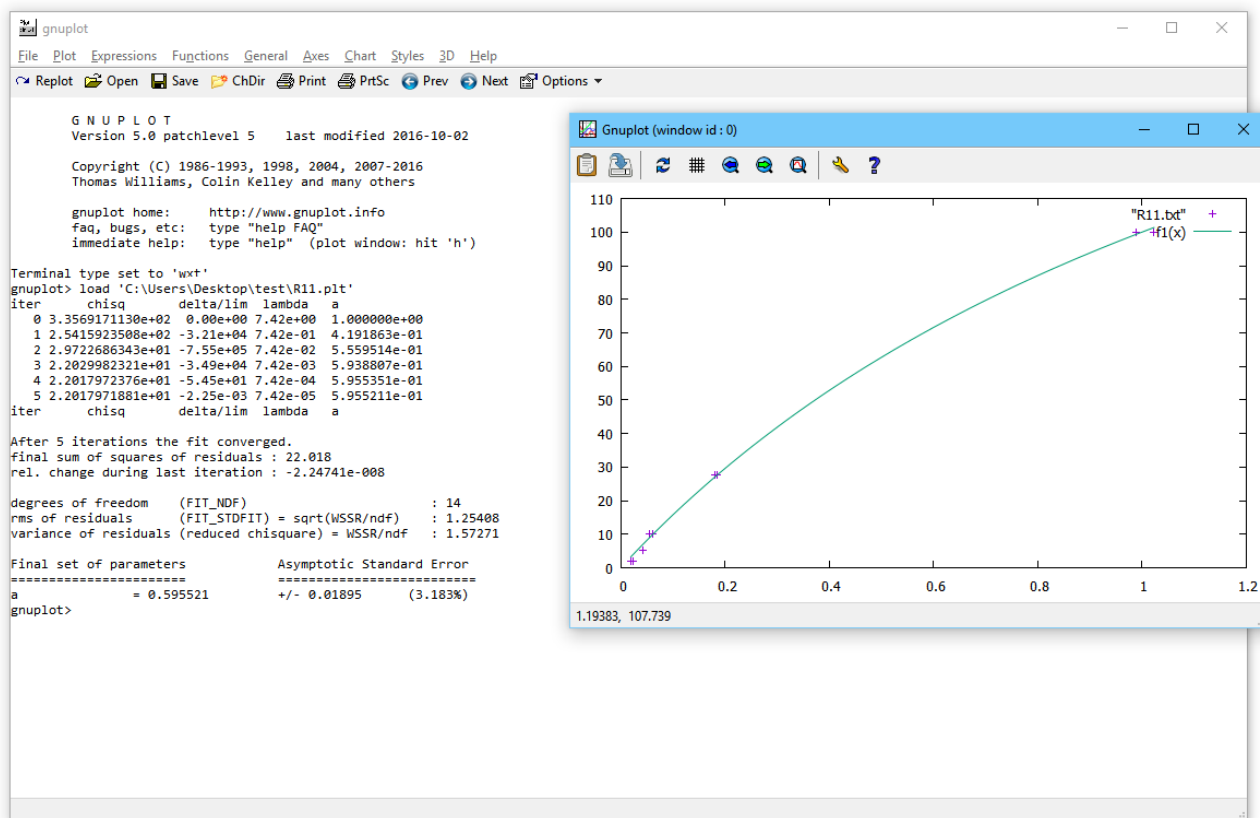 gnuplot
File Plot Expressions Functions General Axes Chart Styles 3D Help
Replot Open Save ChDir Print PrtSc Prev Next Options
G N U P L O T
Version 5.0 patchlevel 5    last modified 2016-10-02
Copyright (C) 1986-1993, 1998, 2004, 2007-2016
Thomas Williams, Colin Kelley and many others
gnuplot home:     http://www.gnuplot.info
faq, bugs, etc:   type "help FAQ"
immediate help:   type "help"  (plot window: hit 'h')
Terminal type set to 'wxt'
gnuplot> load 'C:\Users\Desktop\test\R11.plt'
iter      chisq       delta/lim  lambda   a
0 3.3569171130e+02  0.00e+00 7.42e+00  1.000000e+00
1 2.5415923508e+02 -3.21e+04 7.42e-01  4.191863e-01
2 2.9722686343e+01 -7.55e+05 7.42e-02  5.559514e-01
3 2.2029982321e+01 -3.49e+04 7.42e-03  5.938807e-01
4 2.2017972376e+01 -5.45e+01 7.42e-04  5.955351e-01
5 2.2017971881e+01 -2.25e-03 7.42e-05  5.955211e-01
iter      chisq       delta/lim  lambda   a
After 5 iterations the fit converged.
final sum of squares of residuals : 22.018
rel. change during last iteration : -2.24741e-008
degrees of freedom    (FIT_NDF)                        : 14
rms of residuals      (FIT_STDFIT) = sqrt(WSSR/ndf)    : 1.25408
variance of residuals (reduced chisquare) = WSSR/ndf   : 1.57271
Final set of parameters            Asymptotic Standard Error
=======================            ==========================
a               = 0.595521         +/- 0.01895      (3.183%)
gnuplot>
Gnuplot (window id : 0)
110
100
90
80
70
60
50
40
30
20
10
0
0 0.2 0.4 0.6 0.8 1 1.2
"R11.txt"
f1(x)
1.19383, 107.739